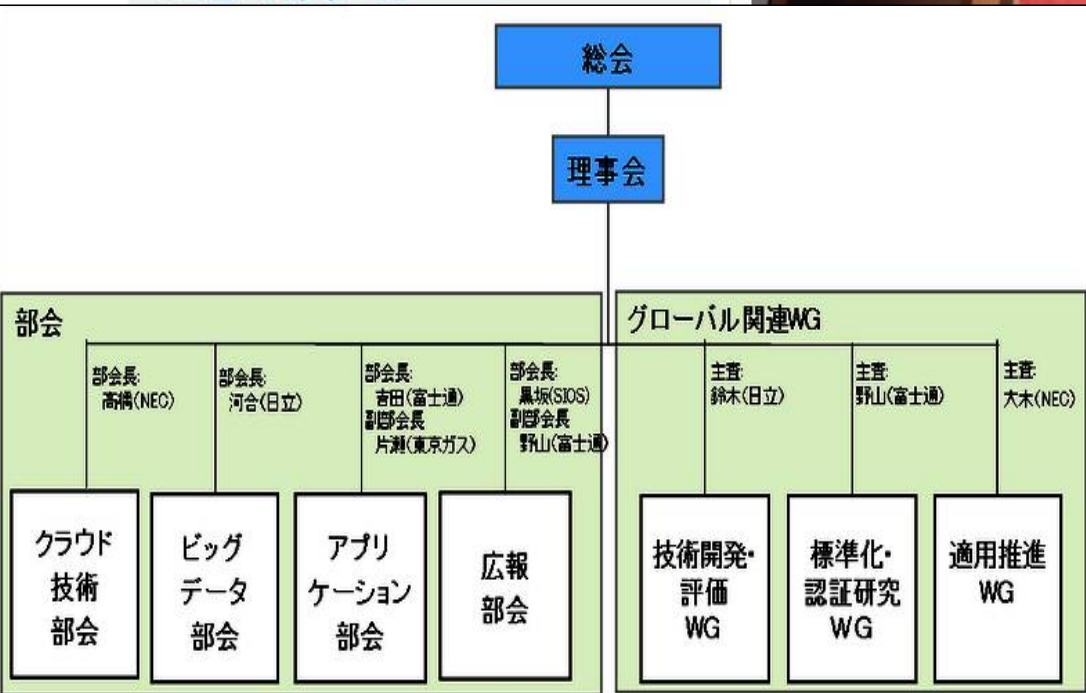 総会
理事会
部会
部会長:
高橋(NEC)
部会長:
河合(日立)
部会長:
吉田(富士通)
副部会長
片瀬(東京ガス)
部会長:
黒坂(SIOS)
副部会長
野山(富士通)
クラウド
技術
部会
ビッグ
データ
部会
アプリ
ケーション
部会
広報
部会
グローバル関連WG
主査:
鈴木(日立)
主査:
野山(富士通)
主査:
大木(NEC)
技術開発・
評価
WG
標準化・
認証研究
WG
適用推進
WG